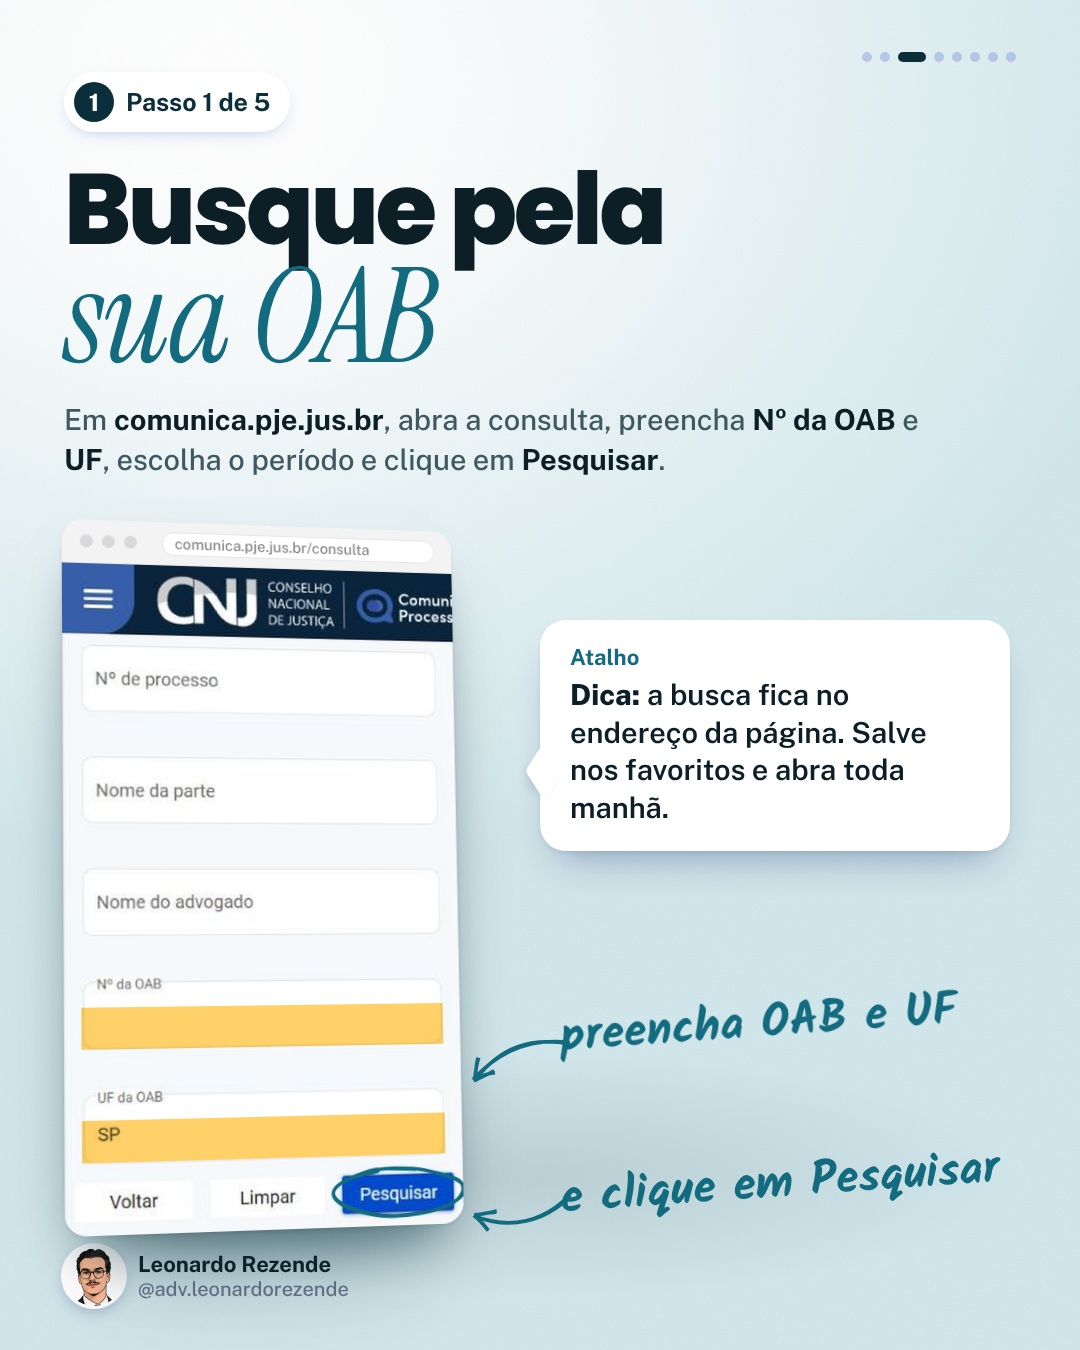 1 Passo 1 de 5
Busque pela
sua OAB
Em comunica.pje.jus.br, abra a consulta, preencha Nº da OAB e
UF, escolha o período e clique em Pesquisar.
comunica.pje.jus.br/consulta
CNJ
CONSELHO
NACIONAL
DE JUSTIÇA
Comuni
Process
Nº de processo
Nome da parte
Nome do advogado
Nº da OAB
UF da OAB
SP
Voltar
Limpar
Pesquisar
Atalho
Dica: a busca fica no
endereço da página. Salve
nos favoritos e abra toda
manhã.
preencha OAB e UF
e clique em Pesquisar
Leonardo Rezende
@adv.leonardorezende